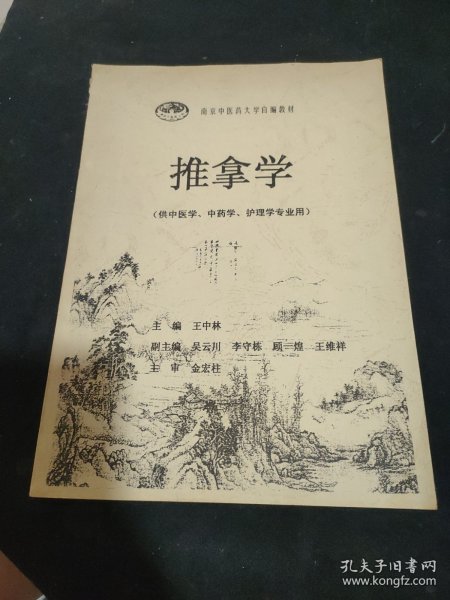 南京中医药大学自编教材
推拿学
（供中医学、中药学、护理学专业用）
主 编 王中林
副主编 吴云川 李守栋 顾一煌 王维祥
主 审 金宏柱
孔夫子旧书网
www.kongfz.com